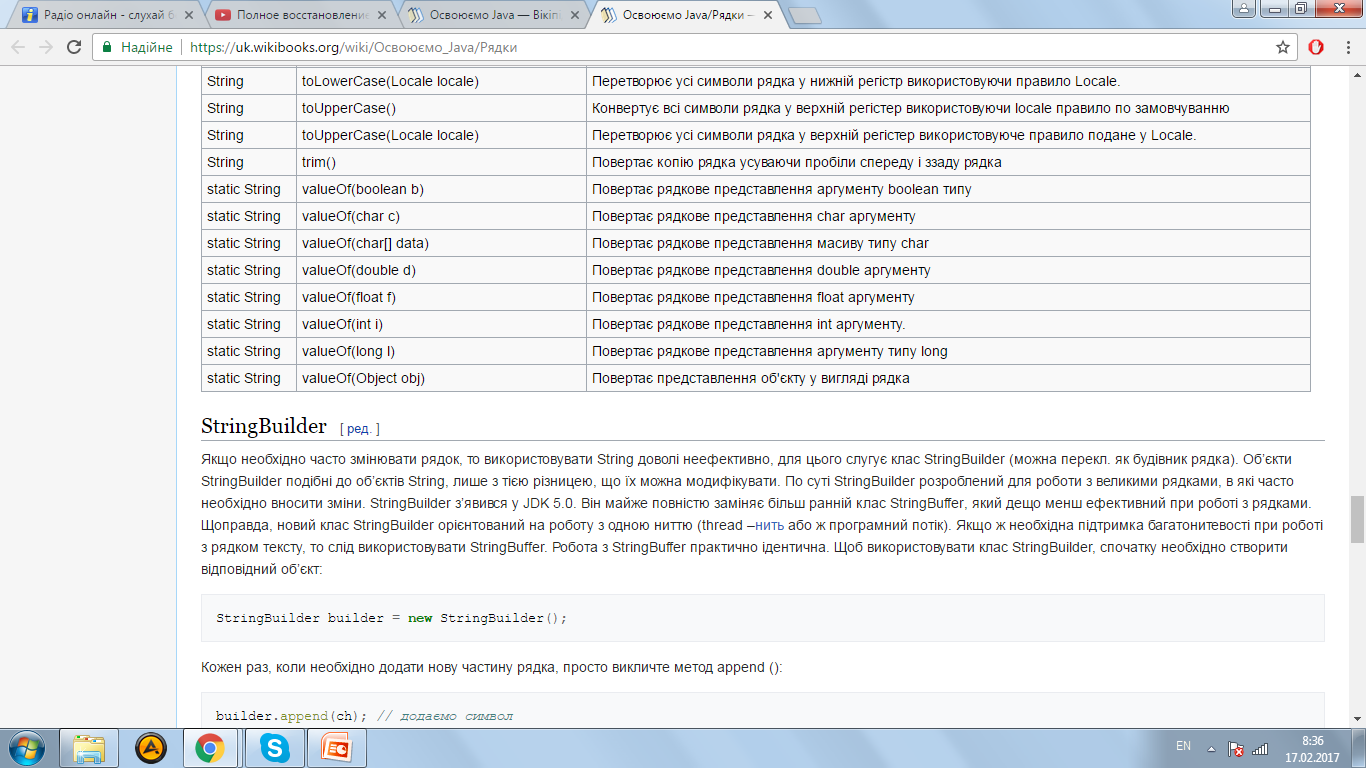 Радіо онлайн - слухай б
Полное восстановление
Освоюємо Java — Вікіп
Освоюємо Java/Рядки –
Надійне https://uk.wikibooks.org/wiki/Освоюємо_Java/Рядки
String toLowerCase(Locale locale) Перетворює усі символи рядка у нижній регістр використовуючи правило Locale.
String toUpperCase() Конвертує всі символи рядка у верхній регістер використовуючи locale правило по замовчуванню
String toUpperCase(Locale locale) Перетворює усі символи рядка у верхній регістер використовуюче правило подане у Locale.
String trim() Повертає копію рядка усуваючи пробіли спереду і ззаду рядка
static String valueOf(boolean b) Повертає рядкове представлення аргументу boolean типу
static String valueOf(char c) Повертає рядкове представлення char аргументу
static String valueOf(char[] data) Повертає рядкове представлення масиву типу char
static String valueOf(double d) Повертає рядкове представлення double аргументу
static String valueOf(float f) Повертає рядкове представлення float аргументу
static String valueOf(int i) Повертає рядкове представлення int аргументу.
static String valueOf(long l) Повертає рядкове представлення аргументу типу long
static String valueOf(Object obj) Повертає представлення об'єкту у вигляді рядка
StringBuilder [ ред. ]
Якщо необхідно часто змінювати рядок, то використовувати String доволі неефективно, для цього слугує клас StringBuilder (можна перекл. як будівник рядка). Об’єкти
StringBuilder подібні до об’єктів String, лише з тією різницею, що їх можна модифікувати. По суті StringBuilder розроблений для роботи з великими рядками, в які часто
необхідно вносити зміни. StringBuilder з’явився у JDK 5.0. Він майже повністю заміняє більш ранній клас StringBuffer, який дещо менш ефективний при роботі з рядками.
Щоправда, новий клас StringBuilder орієнтований на роботу з одною ниттю (thread –нить або ж програмний потік). Якщо ж необхідна підтримка багатонитевості при роботі
з рядком тексту, то слід використовувати StringBuffer. Робота з StringBuffer практично ідентична. Щоб використовувати клас StringBuilder, спочатку необхідно створити
відповідний об’єкт:
StringBuilder builder = new StringBuilder();
Кожен раз, коли необхідно додати нову частину рядка, просто викличте метод append ():
builder.append(ch); // додаємо символ
EN
8:36
17.02.2017